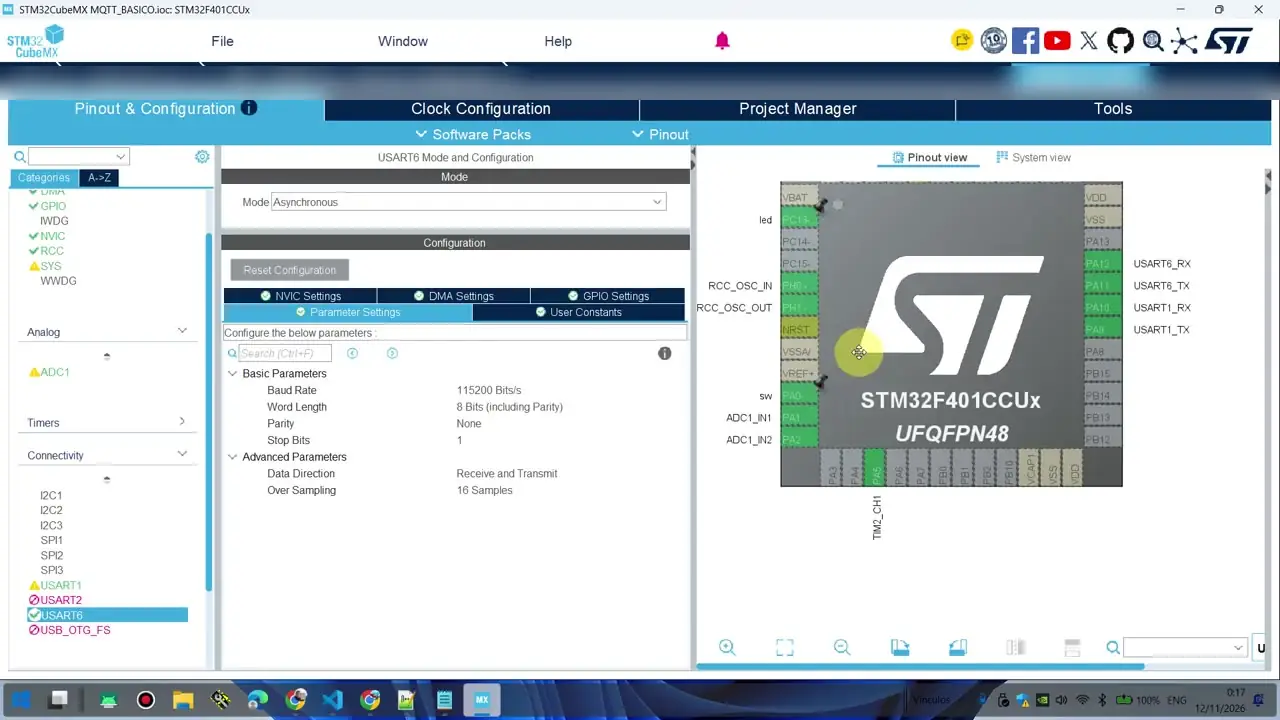 STM32CubeMX MQTT_BASICO.ioc: STM32F401CCUx
STM32 CubeMX
File Window Help
Pinout & Configuration Clock Configuration Project Manager Tools
Software Packs Pinout
Categories A->Z
DMA
GPIO
IWDG
NVIC
RCC
SYS
WWDG
Analog
ADC1
Timers
Connectivity
I2C1
I2C2
I2C3
SPI1
SPI2
SPI3
USART1
USART2
USART6
USB_OTG_FS
USART6 Mode and Configuration
Mode
Mode Asynchronous
Configuration
Reset Configuration
NVIC Settings DMA Settings GPIO Settings
Parameter Settings User Constants
Configure the below parameters :
Search (Ctrl+F)
Basic Parameters
Baud Rate 115200 Bits/s
Word Length 8 Bits (including Parity)
Parity None
Stop Bits 1
Advanced Parameters
Data Direction Receive and Transmit
Over Sampling 16 Samples
Pinout view System view
VBAT VDD
led PC13- VSS
PC14- PA13
PC15- PA12 USART6_RX
RCC_OSC_IN PH0- PA11 USART6_TX
RCC_OSC_OUT PH1- PA10 USART1_RX
NRST PA9 USART1_TX
VSSA/ PA8
VREF+ PB15
sw PA0- PB14
ADC1_IN1 PA1 PB13
ADC1_IN2 PA2 PB12
ST
STM32F401CCUx
UFQFPN48
PA3 PA4 PA5 PA6 PA7 PB0 PB1 PB2 PB10 VCAP1 VSS VDD
TIM2_CH1
U
MX
Vínculos
100% ENG
0:17
12/11/2026